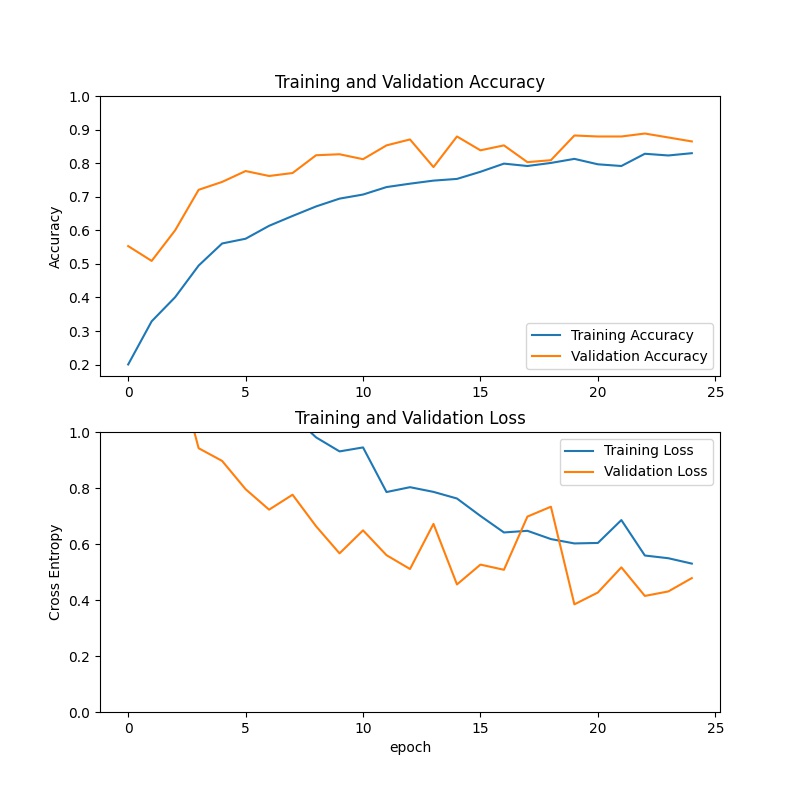 Training and Validation Accuracy
1.0
0.9
0.8
0.7
0.6
0.5
0.4
0.3
0.2
Accuracy
Training Accuracy
Validation Accuracy
0 5 10 15 20 25
Training and Validation Loss
1.0
0.8
0.6
0.4
0.2
0.0
Cross Entropy
Training Loss
Validation Loss
0 5 10 15 20 25
epoch